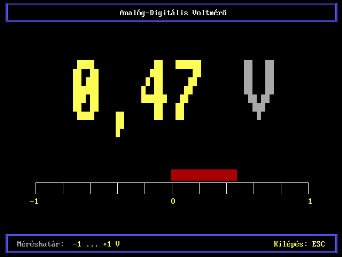 Analóg-Digitális Voltmérő
0,47 V
-1 0 1
Méréshatár: -1 ... +1 V Kilépés: ESC